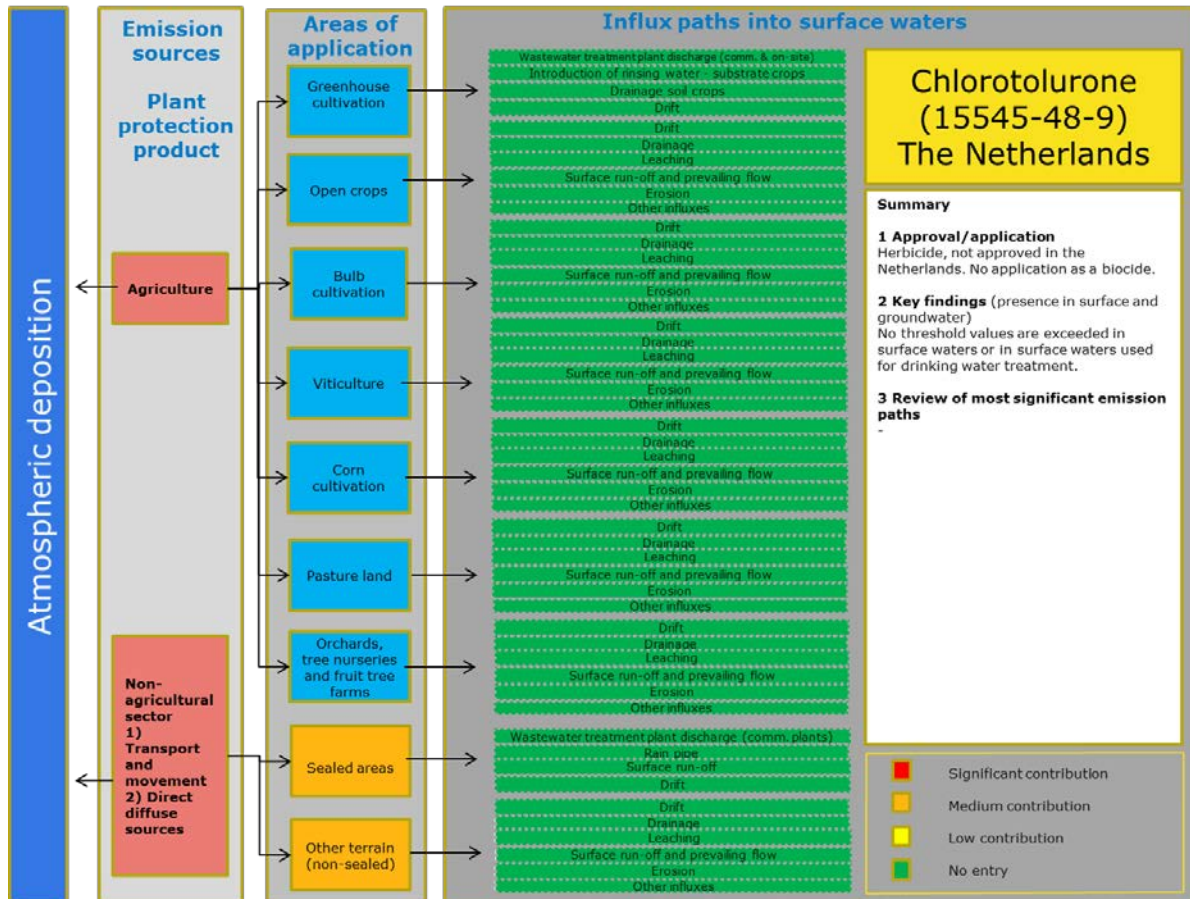 Atmospheric deposition
Emission
sources
Plant
protection
product
Agriculture
Non-
agricultural
sector
1)
Transport
and
movement
2) Direct
diffuse
sources
Areas of
application
Greenhouse
cultivation
Open crops
Bulb
cultivation
Viticulture
Corn
cultivation
Pasture land
Orchards,
tree nurseries
and fruit tree
farms
Sealed areas
Other terrain
(non-sealed)
Influx paths into surface waters
Wastewater treatment plant discharge (comm. & on-site)
Introduction of rinsing water - substrate crops
Drainage soil crops
Drift
Drift
Drainage
Leaching
Surface run-off and prevailing flow
Erosion
Other influxes
Drift
Drainage
Leaching
Surface run-off and prevailing flow
Erosion
Other influxes
Drift
Drainage
Leaching
Surface run-off and prevailing flow
Erosion
Other influxes
Drift
Drainage
Leaching
Surface run-off and prevailing flow
Erosion
Other influxes
Drift
Drainage
Leaching
Surface run-off and prevailing flow
Erosion
Other influxes
Drift
Drainage
Leaching
Surface run-off and prevailing flow
Erosion
Other influxes
Wastewater treatment plant discharge (comm. plants)
Rain pipe
Surface run-off
Drift
Drift
Drainage
Leaching
Surface run-off and prevailing flow
Erosion
Other influxes
Chlorotolurone
(15545-48-9)
The Netherlands
Summary
1 Approval/application
Herbicide, not approved in the
Netherlands. No application as a biocide.
2 Key findings (presence in surface and
groundwater)
No threshold values are exceeded in
surface waters or in surface waters used
for drinking water treatment.
3 Review of most significant emission
paths
-
Significant contribution
Medium contribution
Low contribution
No entry